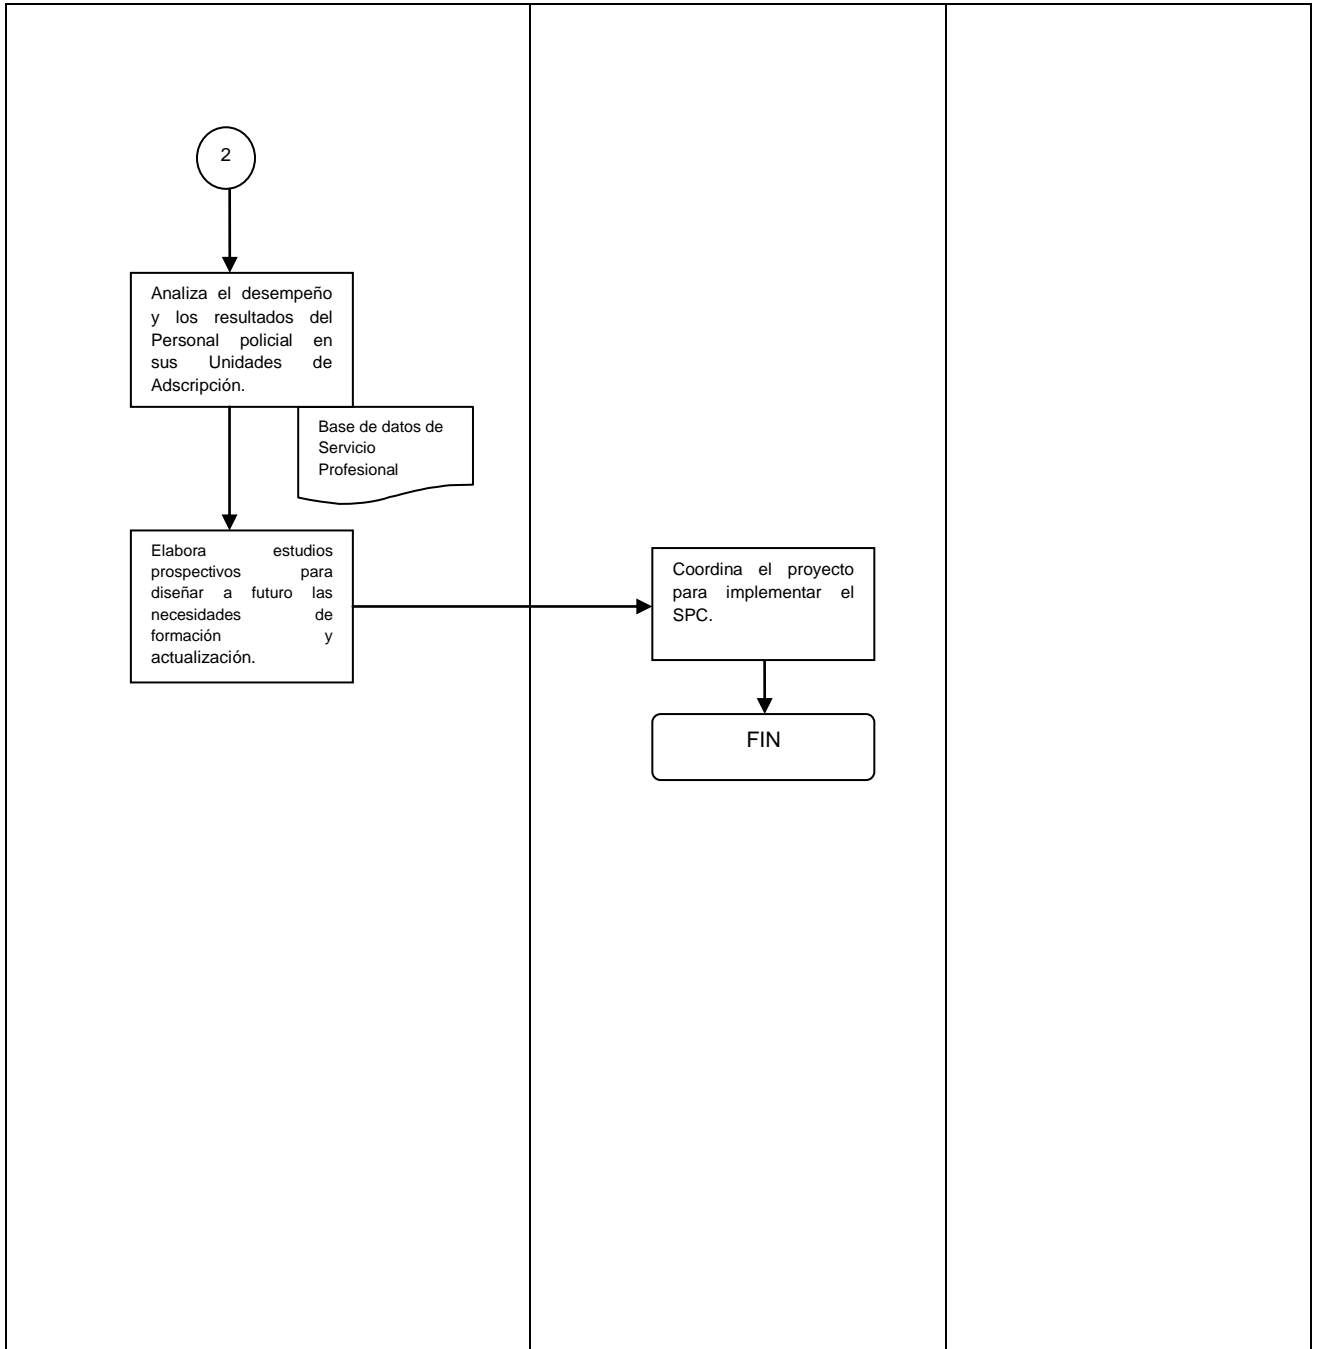 2
Analiza el desempeño
y los resultados del
Personal policial en
sus Unidades de
Adscripción.
Base de datos de
Servicio
Profesional
Elabora estudios
prospectivos para
diseñar a futuro las
necesidades de
formación y
actualización.
Coordina el proyecto
para implementar el
SPC.
FIN